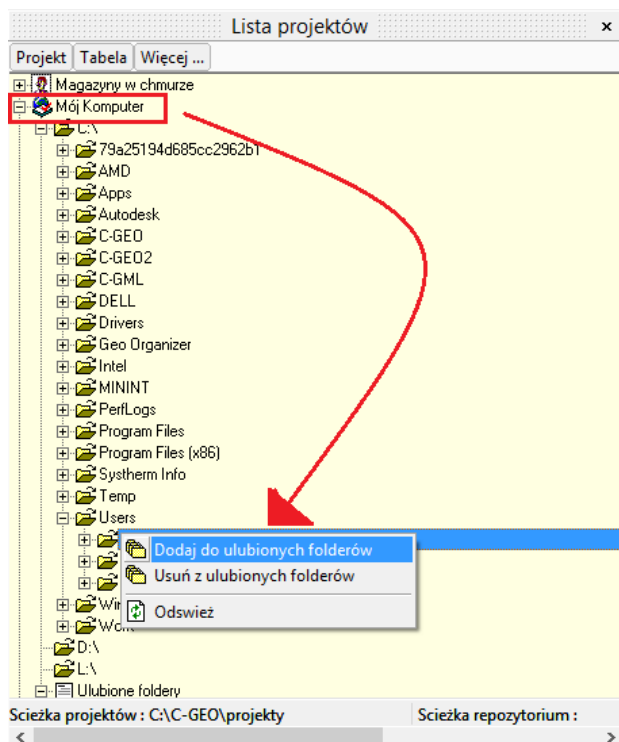 Lista projektów x
Projekt Tabela Więcej ...
Magazyny w chmurze
Mój Komputer
C:\
79a25194d685cc2962b1
AMD
Apps
Autodesk
C-GEO
C-GEO2
C-GML
DELL
Drivers
Geo Organizer
Intel
MININT
PerfLogs
Program Files
Program Files (x86)
Systherm Info
Temp
Users
Dodaj do ulubionych folderów
Usuń z ulubionych folderów
Odswież
D:\
L:\
Ulubione foldery
Scieżka projektów : C:\C-GEO\projekty Scieżka repozytorium :